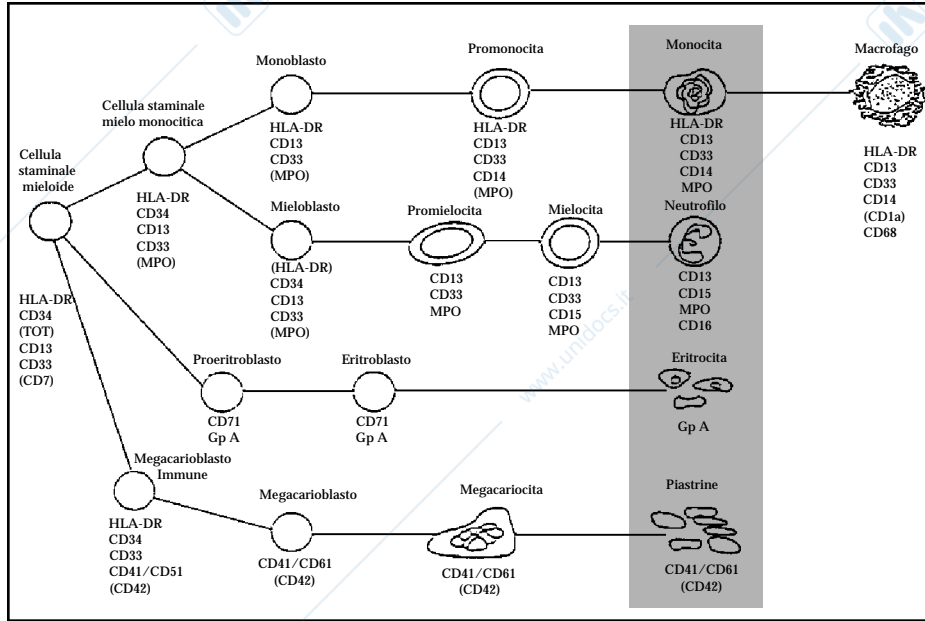 Monoblasto
HLA-DR
CD13
CD33
(MPO)
Promonocita
HLA-DR
CD13
CD33
CD14
(MPO)
Monocita
HLA-DR
CD13
CD33
CD14
MPO
Macrofago
HLA-DR
CD13
CD33
CD14
(CD1a)
CD68
Cellula staminale
mielo monocitica
HLA-DR
CD34
CD13
CD33
(MPO)
Cellula
staminale
mieloide
HLA-DR
CD34
(TOT)
CD13
CD33
(CD7)
Mieloblasto
(HLA-DR)
CD34
CD13
CD33
(MPO)
Promielocita
CD13
CD33
MPO
Mielocita
CD13
CD33
CD15
MPO
Neutrofilo
CD13
CD15
MPO
CD16
Proeritroblasto
CD71
Gp A
Eritroblasto
CD71
Gp A
Eritrocita
Gp A
Megacarioblasto
Immune
HLA-DR
CD34
CD33
CD41/CD51
(CD42)
Megacarioblasto
CD41/CD61
(CD42)
Megacariocita
CD41/CD61
(CD42)
Piastrine
CD41/CD61
(CD42)
www.unidocs.it